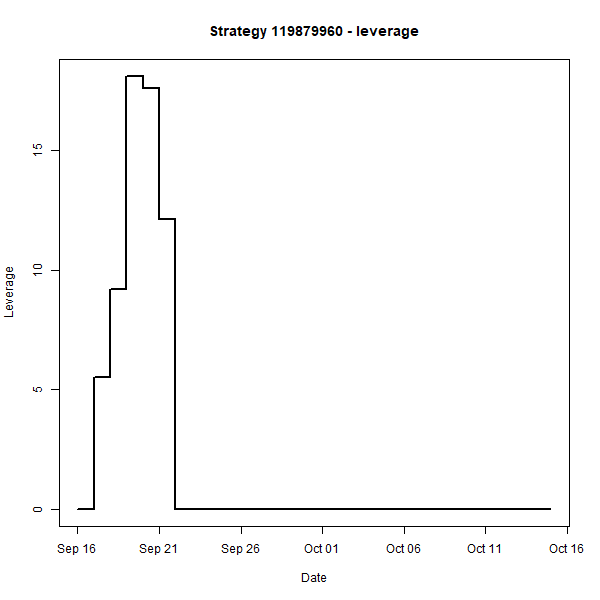 Strategy 119879960 - leverage
Leverage
15
10
5
0
Sep 16 Sep 21 Sep 26 Oct 01 Oct 06 Oct 11 Oct 16
Date